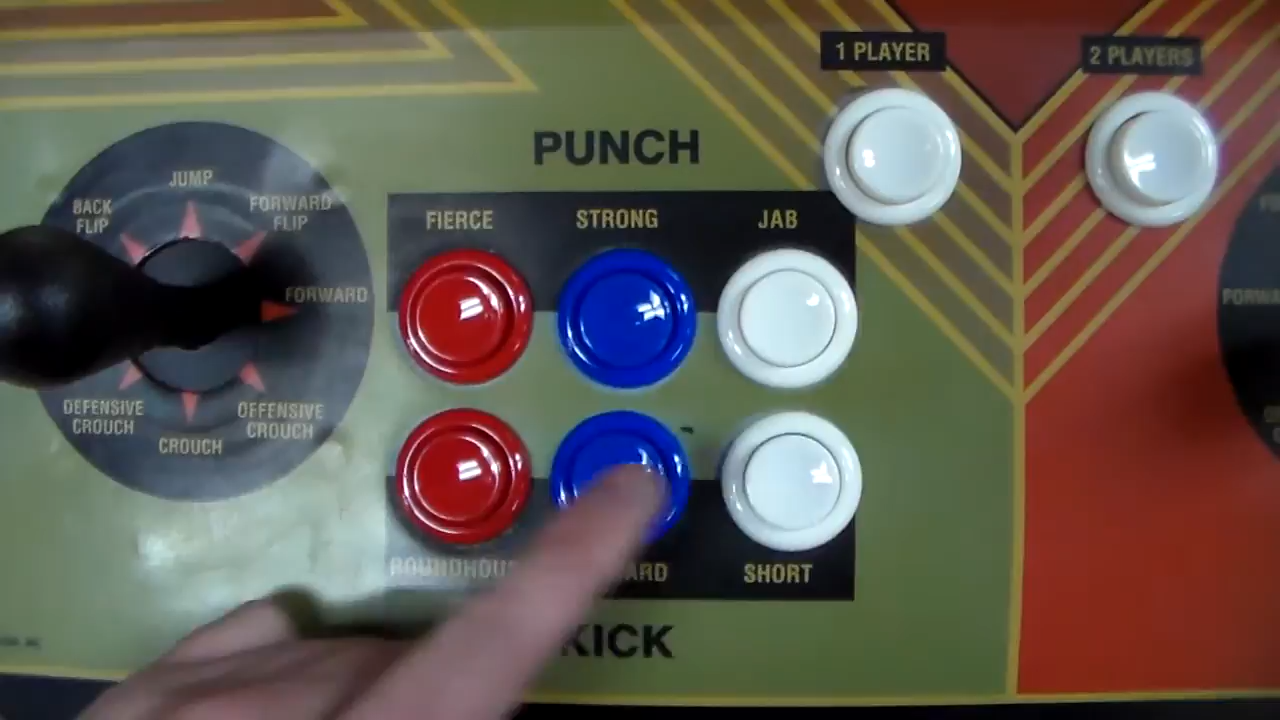 1 PLAYER
2 PLAYERS
PUNCH
JUMP
BACK
FLIP
FORWARD
FLIP
FORWARD
DEFENSIVE
CROUCH
OFFENSIVE
CROUCH
CROUCH
FIERCE
STRONG
JAB
SHORT
KICK